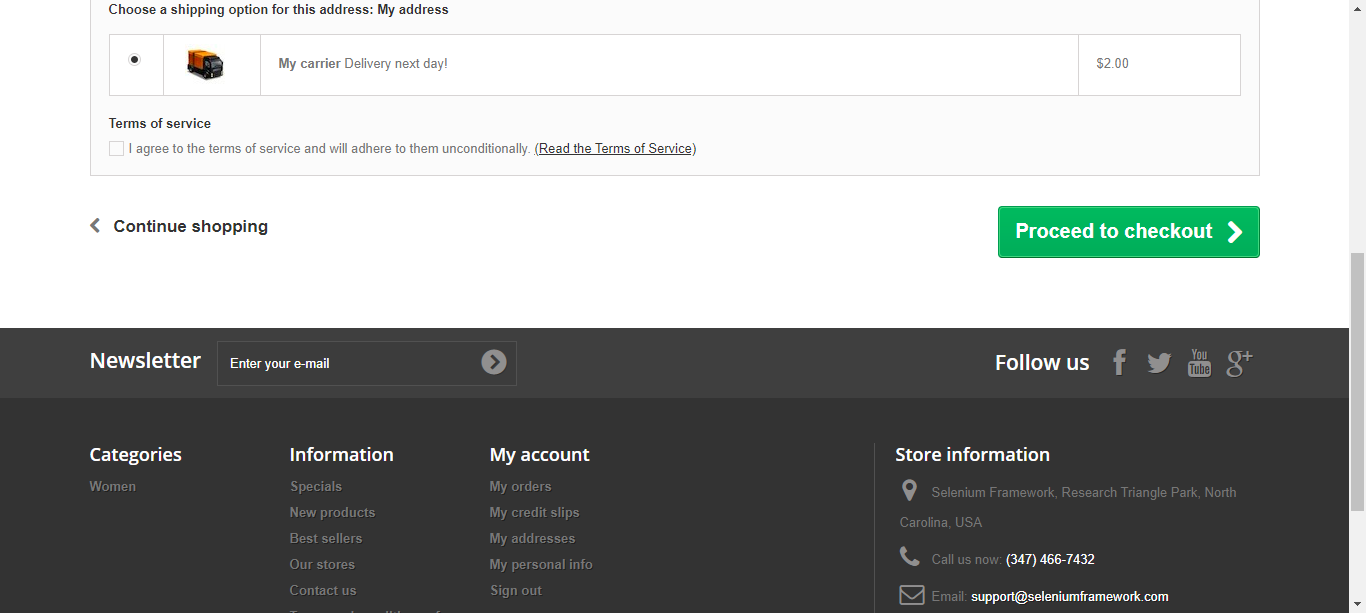 Choose a shipping option for this address: My address
My carrier Delivery next day!
$2.00
Terms of service
I agree to the terms of service and will adhere to them unconditionally. (Read the Terms of Service)
Continue shopping
Proceed to checkout
Newsletter
Enter your e-mail
Follow us
You
Tube
g+
Categories
Women
Information
Specials
New products
Best sellers
Our stores
Contact us
My account
My orders
My credit slips
My addresses
My personal info
Sign out
Store information
Selenium Framework, Research Triangle Park, North
Carolina, USA
Call us now: (347) 466-7432
Email: support@seleniumframework.com